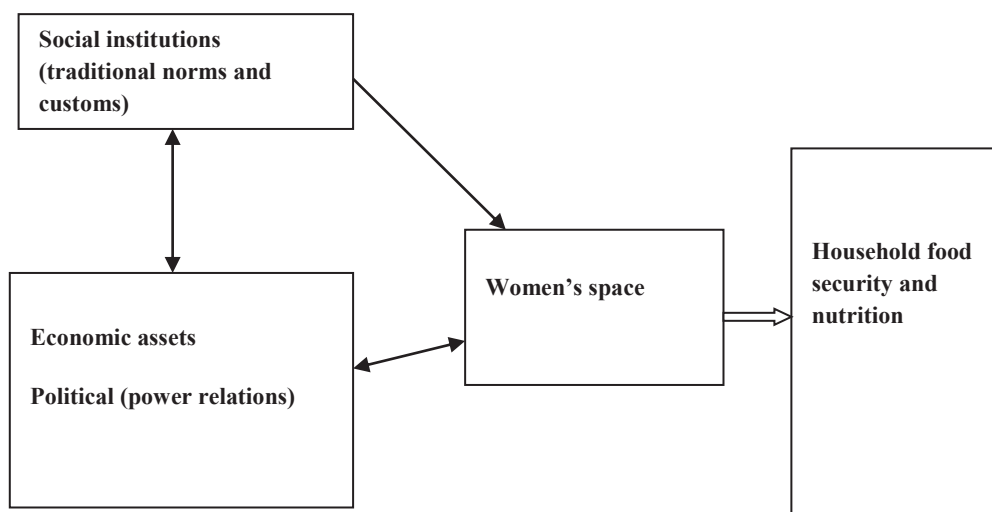 Social institutions
(traditional norms and
customs)
Economic assets
Political (power relations)
Women’s space
Household food
security and
nutrition